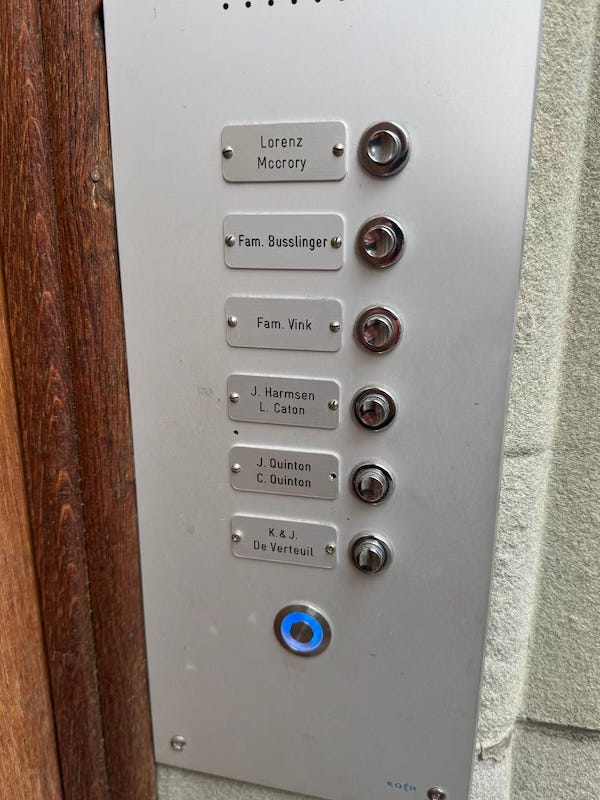 Lorenz
Mccrory
Fam. Busslinger
Fam. Vink
J. Harmsen
L. Caton
J. Quinton
C. Quinton
K. & J.
De Verteuil